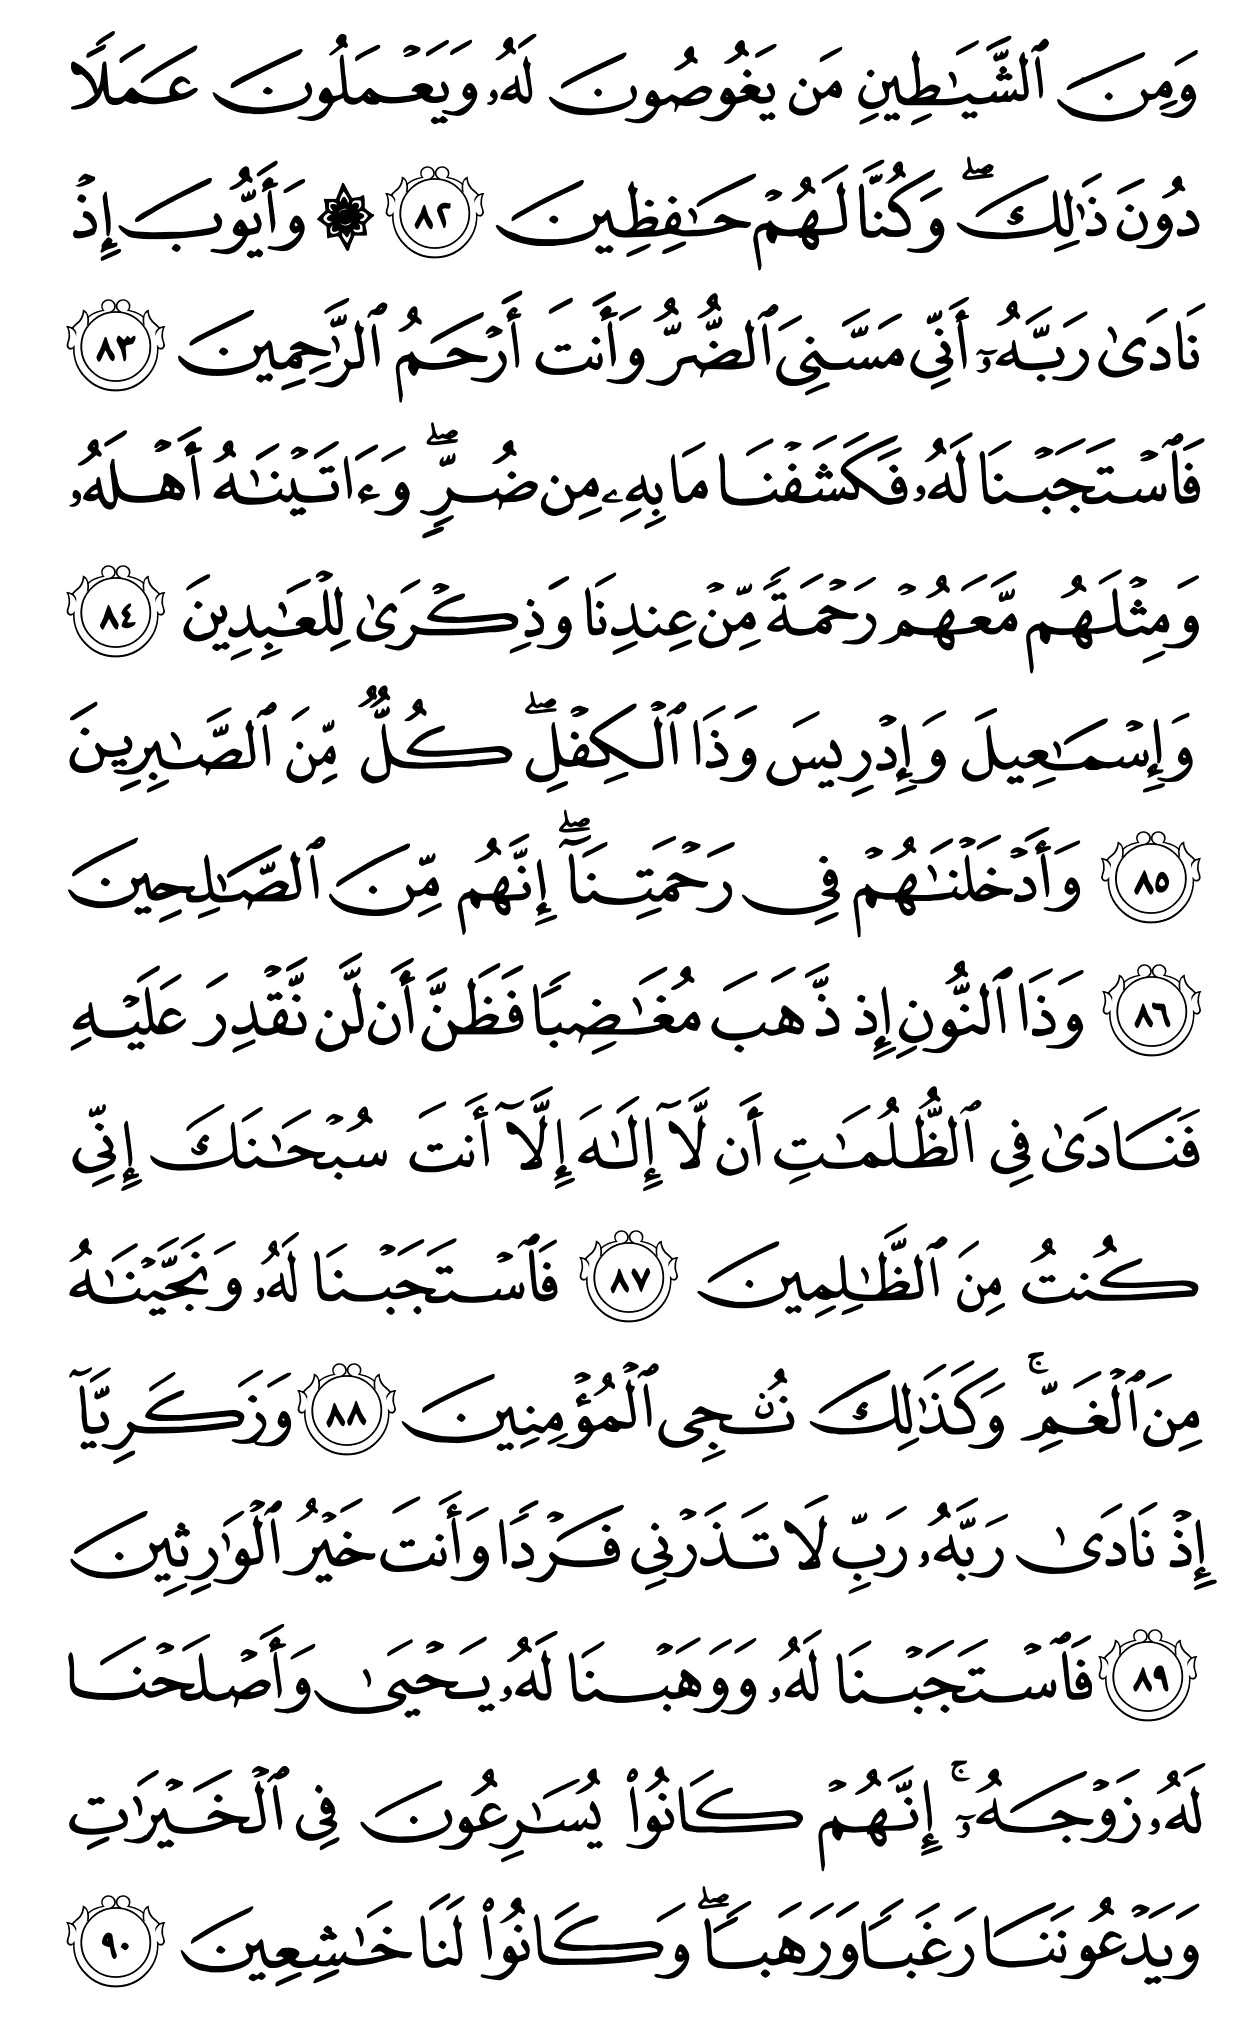 وَمِنَ ٱلشَّيَـٰطِينِ مَن يَغُوصُونَ لَهُۥ وَيَعْمَلُونَ عَمَلًا
دُونَ ذَٰلِكَ ۖ وَكُنَّا لَهُمْ حَـٰفِظِينَ ٨٢ ۞ وَأَيُّوبَ إِذْ
نَادَىٰ رَبَّهُۥٓ أَنِّى مَسَّنِىَ ٱلضُّرُّ وَأَنتَ أَرْحَمُ ٱلرَّٰحِمِينَ ٨٣
فَٱسْتَجَبْنَا لَهُۥ فَكَشَفْنَا مَا بِهِۦ مِن ضُرٍّ ۖ وَءَاتَيْنَـٰهُ أَهْلَهُۥ
وَمِثْلَهُم مَّعَهُمْ رَحْمَةً مِّنْ عِندِنَا وَذِكْرَىٰ لِلْعَـٰبِدِينَ ٨٤
وَإِسْمَـٰعِيلَ وَإِدْرِيسَ وَذَا ٱلْكِفْلِ ۖ كُلٌّ مِّنَ ٱلصَّـٰبِرِينَ
٨٥ وَأَدْخَلْنَـٰهُمْ فِى رَحْمَتِنَآ ۖ إِنَّهُم مِّنَ ٱلصَّـٰلِحِينَ
٨٦ وَذَا ٱلنُّونِ إِذ ذَّهَبَ مُغَـٰضِبًا فَظَنَّ أَن لَّن نَّقْدِرَ عَلَيْهِ
فَنَادَىٰ فِى ٱلظُّلُمَـٰتِ أَن لَّآ إِلَـٰهَ إِلَّآ أَنتَ سُبْحَـٰنَكَ إِنِّى
كُنتُ مِنَ ٱلظَّـٰلِمِينَ ٨٧ فَٱسْتَجَبْنَا لَهُۥ وَنَجَّيْنَـٰهُ
مِنَ ٱلْغَمِّ ۚ وَكَذَٰلِكَ نُـۨجِى ٱلْمُؤْمِنِينَ ٨٨ وَزَكَرِيَّآ
إِذْ نَادَىٰ رَبَّهُۥ رَبِّ لَا تَذَرْنِى فَرْدًا وَأَنتَ خَيْرُ ٱلْوَٰرِثِينَ
٨٩ فَٱسْتَجَبْنَا لَهُۥ وَوَهَبْنَا لَهُۥ يَحْيَىٰ وَأَصْلَحْنَا
لَهُۥ زَوْجَهُۥٓ ۚ إِنَّهُمْ كَانُوا۟ يُسَـٰرِعُونَ فِى ٱلْخَيْرَٰتِ
وَيَدْعُونَنَا رَغَبًا وَرَهَبًا ۖ وَكَانُوا۟ لَنَا خَـٰشِعِينَ ٩٠